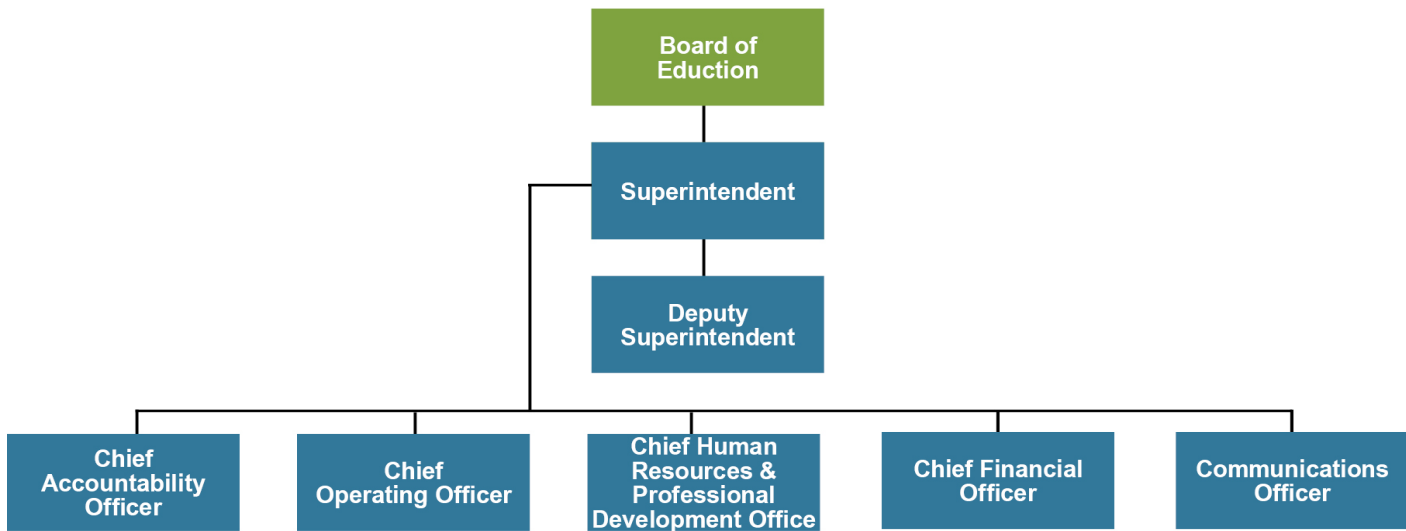 Board of
Eduction
Superintendent
Deputy
Superintendent
Chief
Accountability
Officer
Chief
Operating Officer
Chief Human
Resources &
Professional
Development Office
Chief Financial
Officer
Communications
Officer